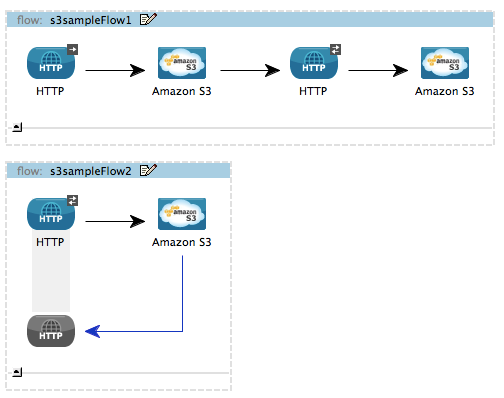 flow: s3sampleFlow1
HTTP amazon S3 HTTP amazon S3
HTTP Amazon S3 HTTP Amazon S3
flow: s3sampleFlow2
HTTP amazon S3
HTTP Amazon S3
HTTP